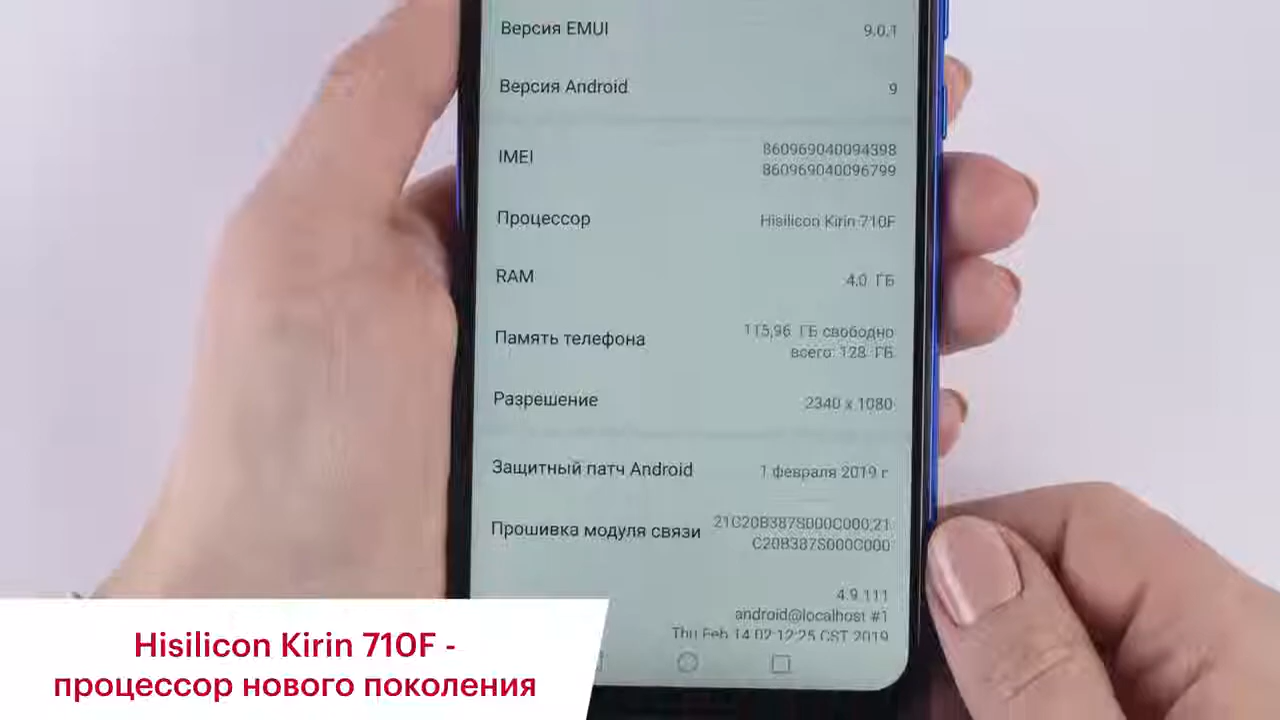 Версия EMUI 9.0.1
Версия Android 9
IMEI 860969040094398
860969040096799
Процессор Hisilicon Kirin 710F
RAM 4.0 ГБ
Память телефона 115,96 ГБ свободно
всего: 128 ГБ
Разрешение 2340 x 1080
Защитный патч Android 1 февраля 2019 г
Прошивка модуля связи 21C20B387S000C000,21
C20B387S000C000
4.9.111
android@localhost #1
Thu Feb 14 02:12:25 CST 2019
Hisilicon Kirin 710F -
процессор нового поколения